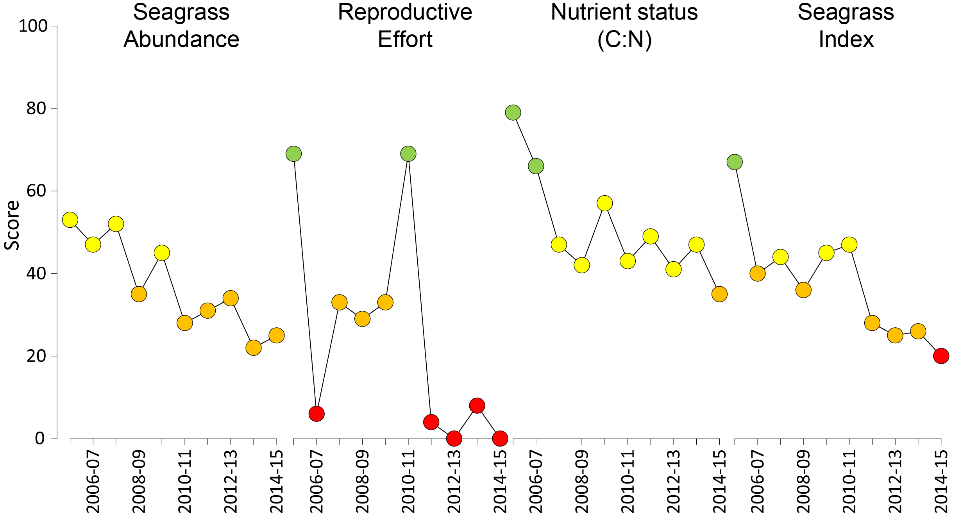 Seagrass
Abundance
Reproductive
Effort
Nutrient status
(C:N)
Seagrass
Index
Score
100
80
60
40
20
0
2006-07
2008-09
2010-11
2012-13
2014-15
2006-07
2008-09
2010-11
2012-13
2014-15
2006-07
2008-09
2010-11
2012-13
2014-15
2006-07
2008-09
2010-11
2012-13
2014-15